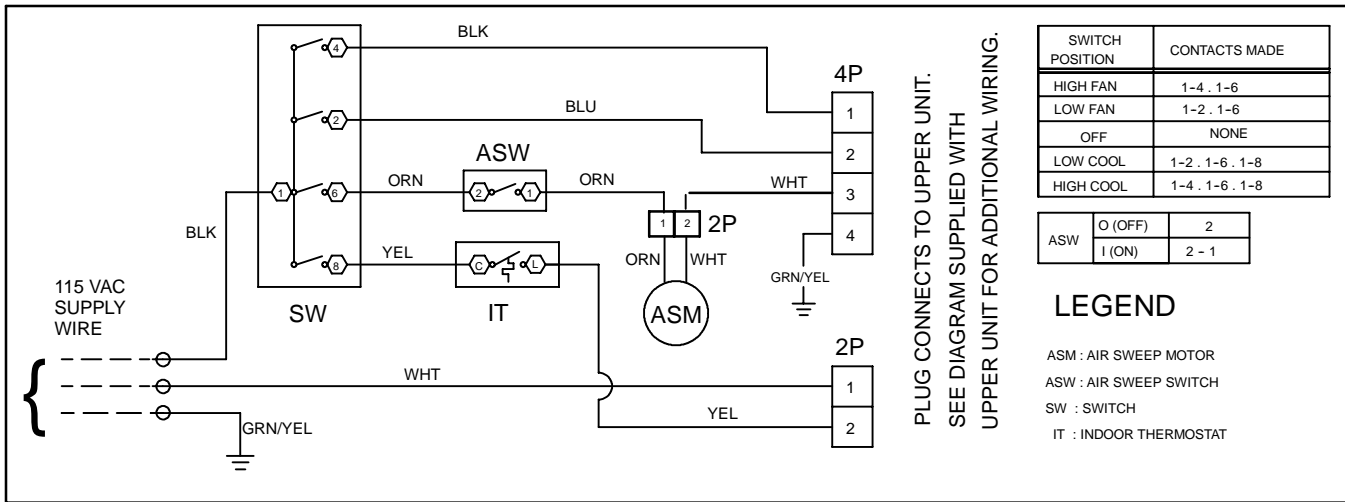 BLK
4
BLU
2
ASW
ORN
2
1
ORN
1
6
BLK
YEL
8
C
L
IT
SW
4P
1
2
3
4
WHT
1
2
2P
ORN
WHT
ASM
GRN/YEL
115 VAC
SUPPLY
WIRE
WHT
GRN/YEL
YEL
2P
1
2
PLUG CONNECTS TO UPPER UNIT.
SEE DIAGRAM SUPPLIED WITH
UPPER UNIT FOR ADDITIONAL WIRING.
SWITCH POSITION CONTACTS MADE
HIGH FAN 1-4 . 1-6
LOW FAN 1-2 . 1-6
OFF NONE
LOW COOL 1-2 . 1-6 . 1-8
HIGH COOL 1-4 . 1-6 . 1-8
ASW O (OFF) 2
I (ON) 2 - 1
LEGEND
ASM : AIR SWEEP MOTOR
ASW : AIR SWEEP SWITCH
SW : SWITCH
IT : INDOOR THERMOSTAT